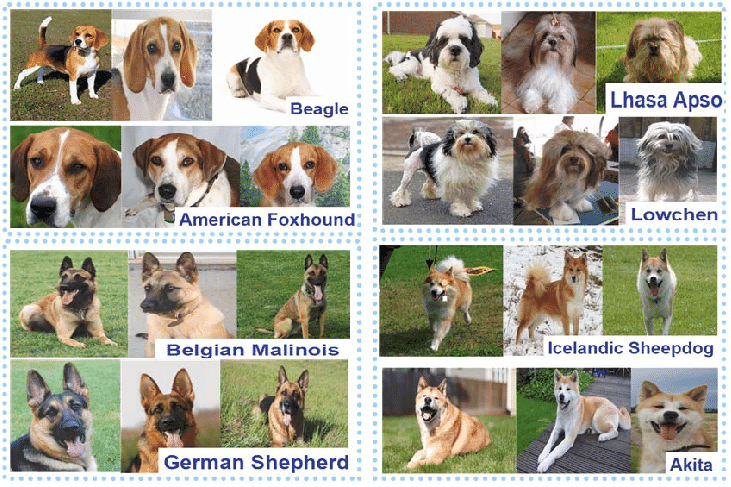 Beagle
American Foxhound
Lhasa Apso
Lowchen
Belgian Malinois
German Shepherd
Icelandic Sheepdog
Akita